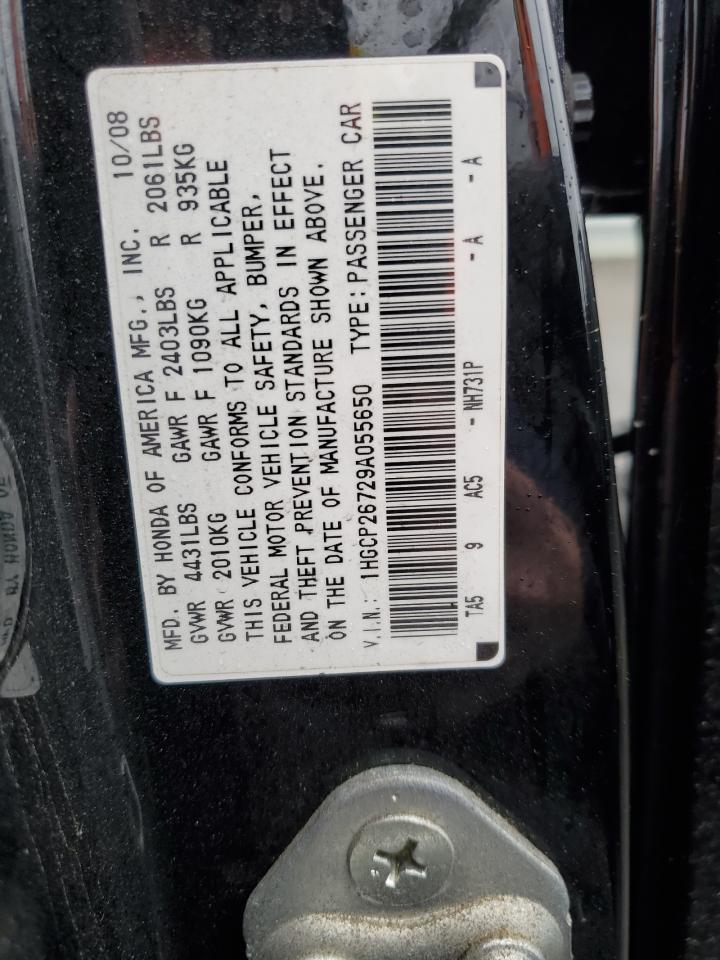 MFD. BY HONDA OF AMERICA MFG., INC. 10/08
GVWR 4431LBS GAWR F 2403LBS R 2061LBS
GVWR 2010KG GAWR F 1090KG R 935KG
THIS VEHICLE CONFORMS TO ALL APPLICABLE
FEDERAL MOTOR VEHICLE SAFETY, BUMPER,
AND THEFT PREVENTION STANDARDS IN EFFECT
ON THE DATE OF MANUFACTURE SHOWN ABOVE.
V.I.N.: 1HGCP26729A055650 TYPE: PASSENGER CAR
TA5 9 AC5 - NH731P - A - A